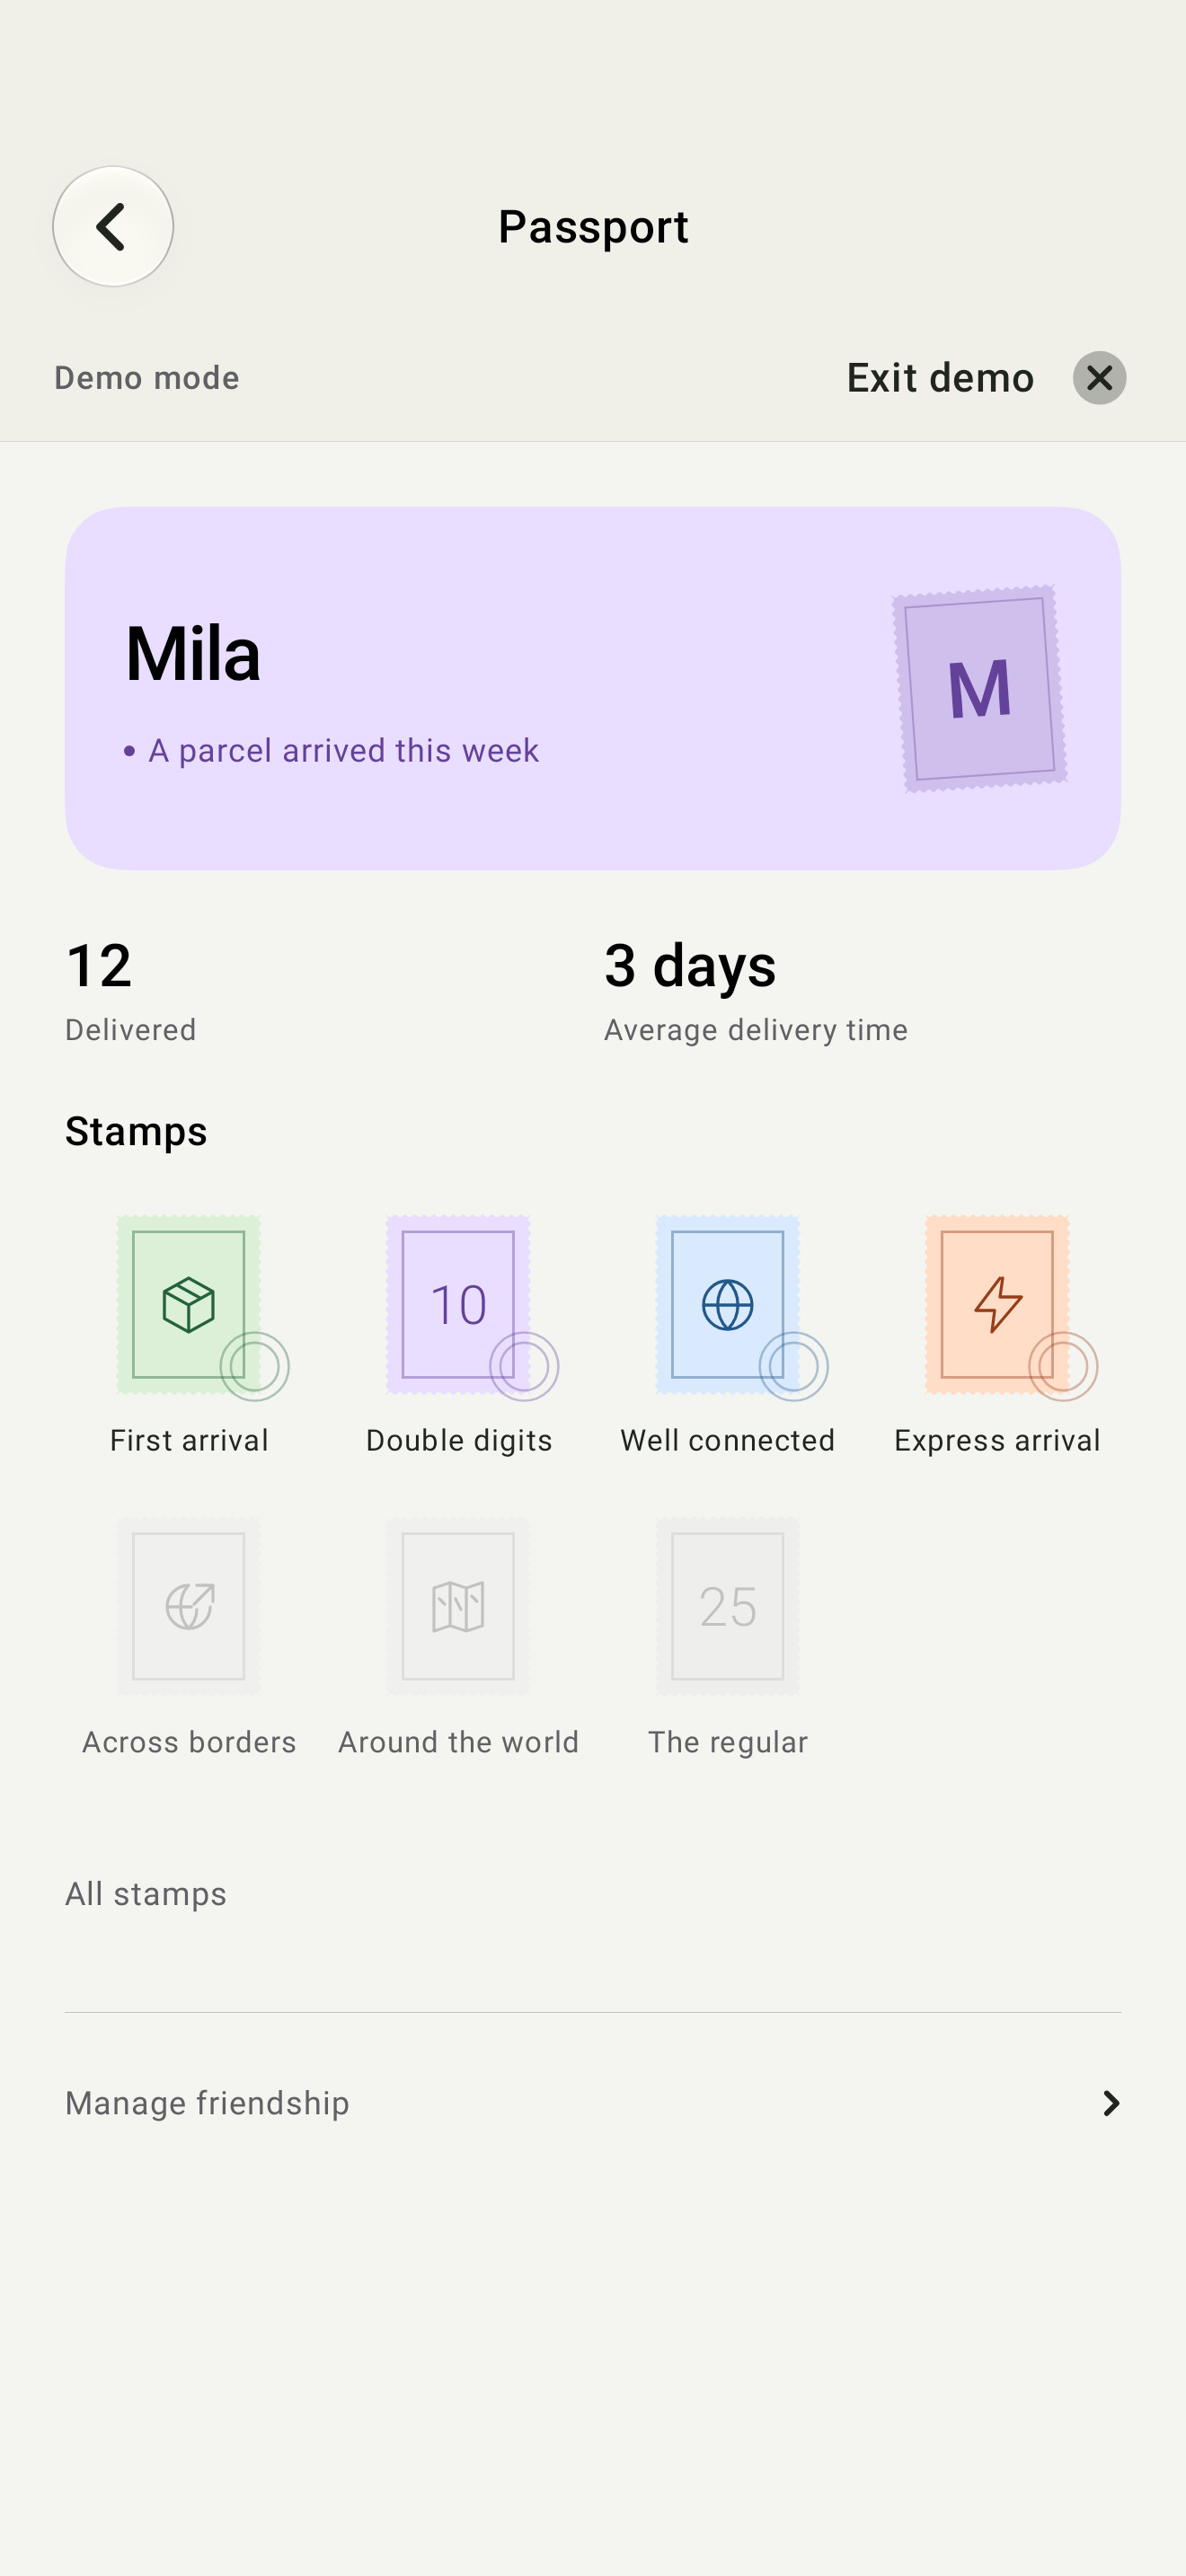 Passport
Demo mode
Exit demo
Mila
• A parcel arrived this week
M
12
Delivered
3 days
Average delivery time
Stamps
10
First arrival
Double digits
Well connected
Express arrival
25
Across borders
Around the world
The regular
All stamps
Manage friendship